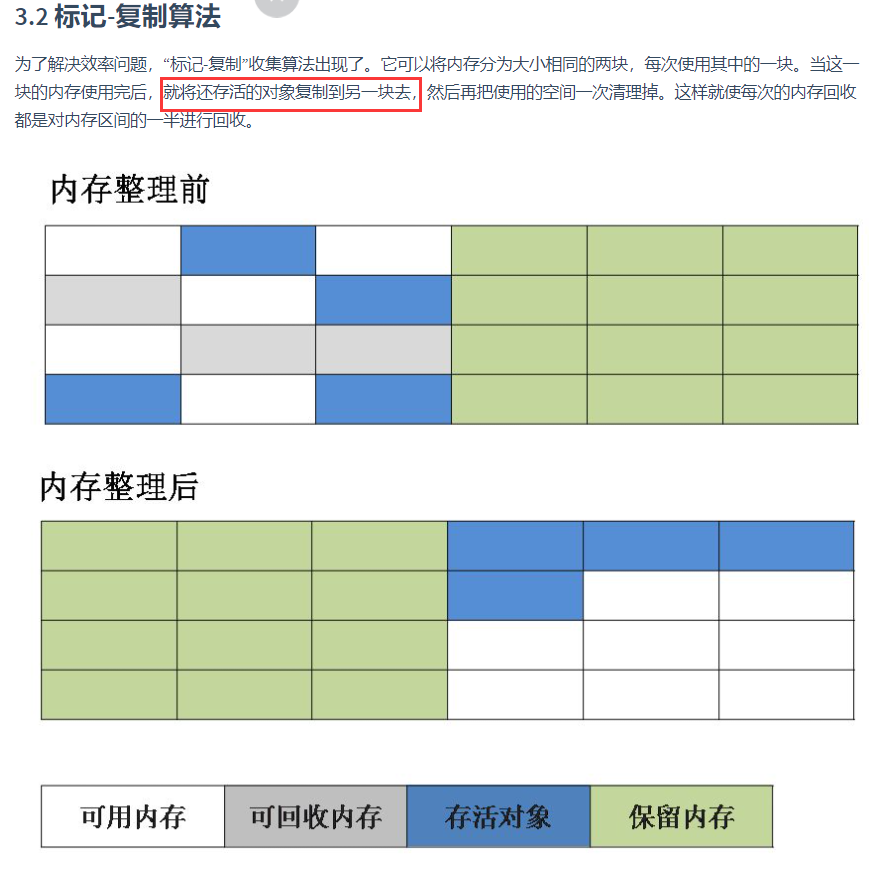 3.2 标记-复制算法
为了解决效率问题，“标记-复制”收集算法出现了。它可以将内存分为大小相同的两块，每次使用其中的一块。当这一
块的内存使用完后，就将还存活的对象复制到另一块去，然后再把使用的空间一次清理掉。这样就使每次的内存回收
都是对内存区间的一半进行回收。
内存整理前
内存整理后
可用内存 可回收内存 存活对象 保留内存